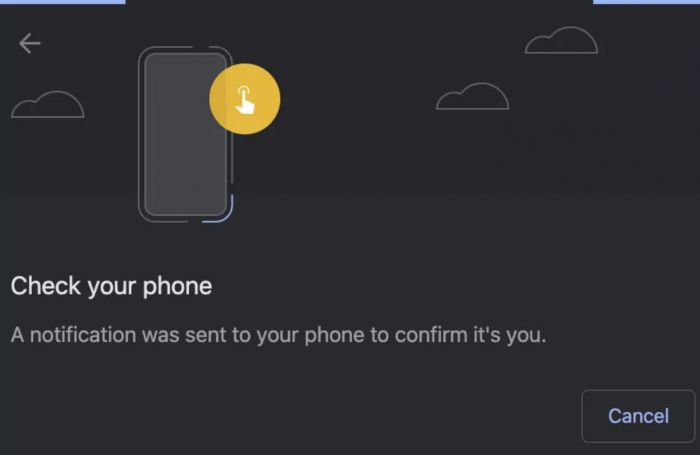 Check your phone
A notification was sent to your phone to confirm it's you.
Cancel